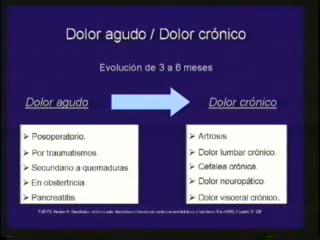 Dolor agudo / Dolor crónico
Evolución de 3 a 6 meses
Dolor agudo
Dolor crónico
Posoperatorio.
Por traumatismos.
Secundario a quemaduras
En obstertricia
Pancreatitis
Artrosis
Dolor lumbar crónico.
Cefalea crónica.
Dolor neuropático
Dolor visceral crónico.